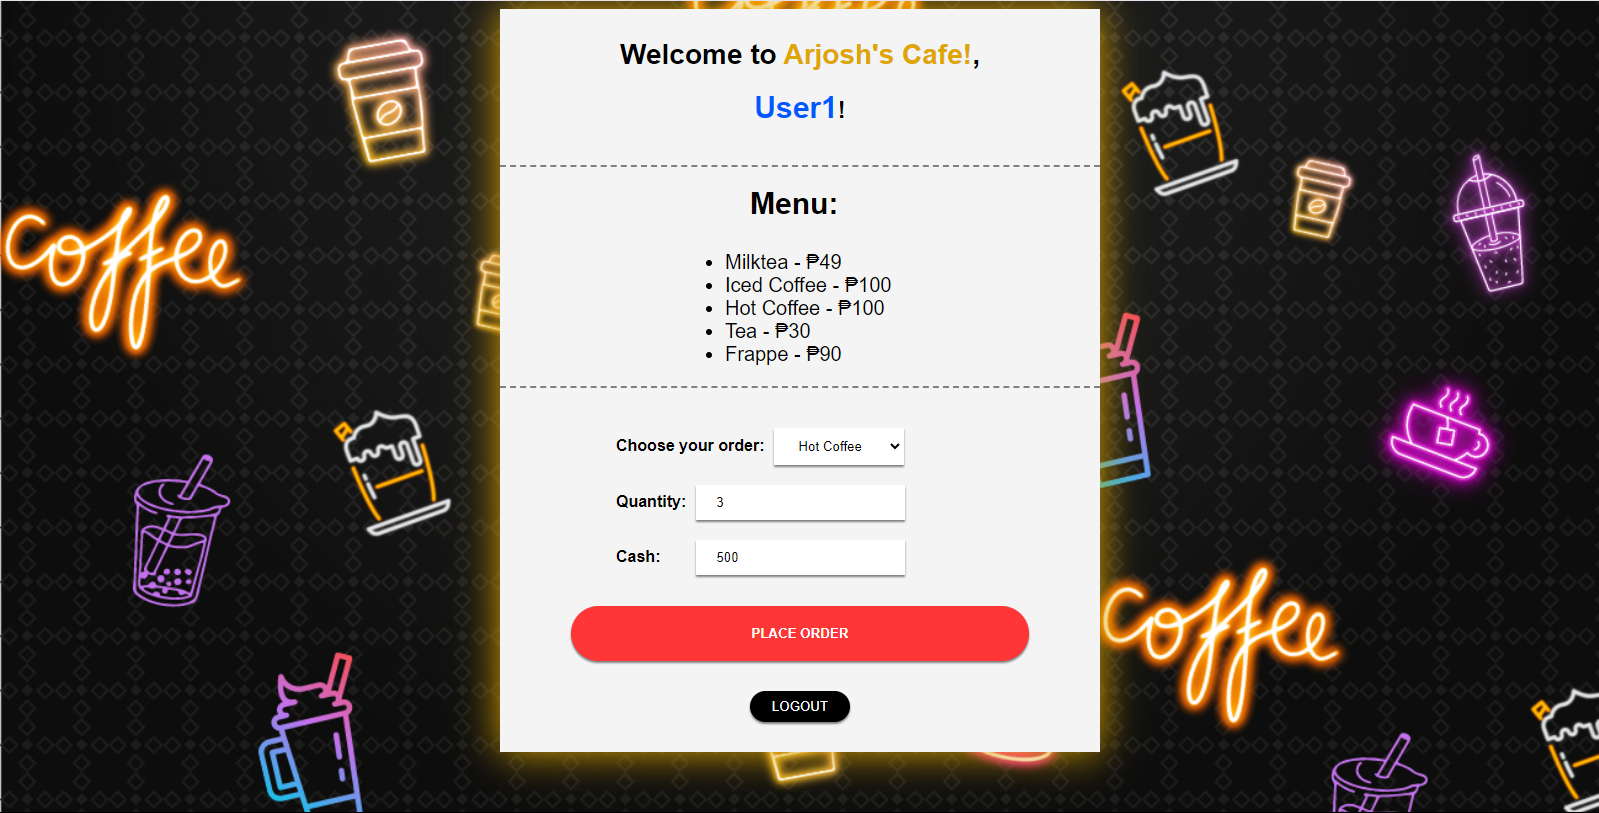 Welcome to Arjosh's Cafe!,
User1!
Menu:
Milktea - ₱49
Iced Coffee - ₱100
Hot Coffee - ₱100
Tea - ₱30
Frappe - ₱90
Choose your order: Hot Coffee
Quantity: 3
Cash: 500
PLACE ORDER
LOGOUT
coffee
coffee